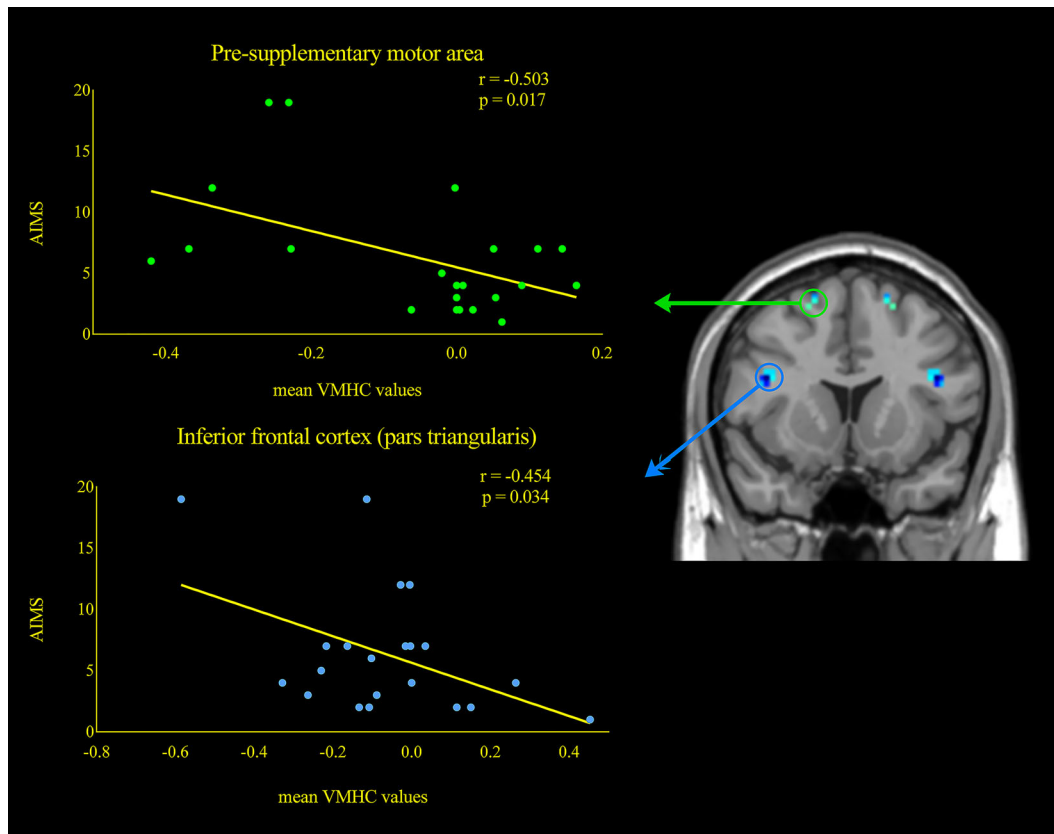 Pre-supplementary motor area
r = -0.503
p = 0.017
20
15
10
5
0
AIMS
-0.4
-0.2
0.0
0.2
mean VMHC values
Inferior frontal cortex (pars triangularis)
r = -0.454
p = 0.034
20
15
10
5
0
AIMS
-0.8
-0.6
-0.4
-0.2
0.0
0.2
0.4
mean VMHC values